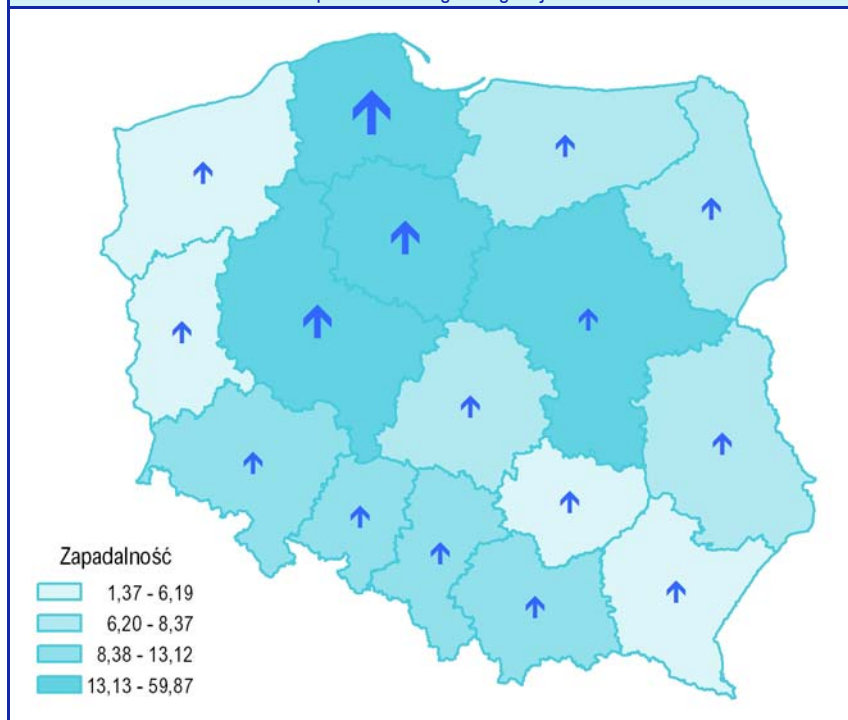 Zapadalność
1,37 - 6,19
6,20 - 8,37
8,38 - 13,12
13,13 - 59,87